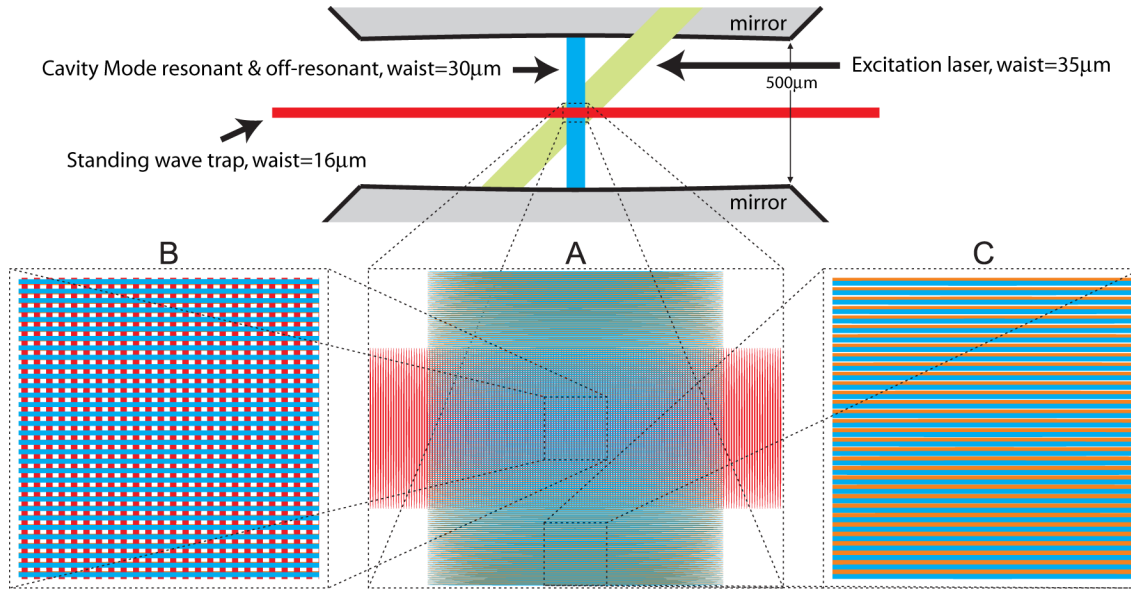 mirror
Cavity Mode resonant & off-resonant, waist=30μm
Excitation laser, waist=35μm
500μm
Standing wave trap, waist=16μm
mirror
B
A
C